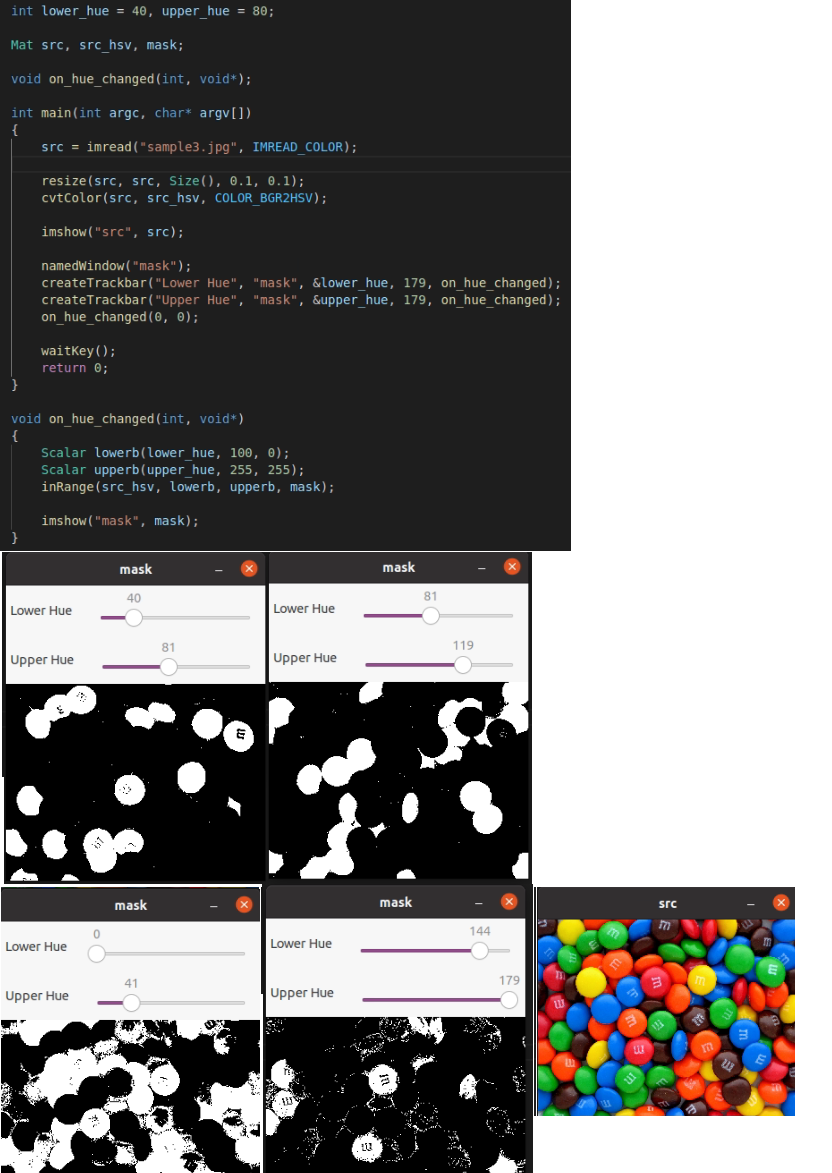 int lower_hue = 40, upper_hue = 80;
Mat src, src_hsv, mask;
void on_hue_changed(int, void*);
int main(int argc, char* argv[])
{
src = imread("sample3.jpg", IMREAD_COLOR);
resize(src, src, Size(), 0.1, 0.1);
cvtColor(src, src_hsv, COLOR_BGR2HSV);
imshow("src", src);
namedWindow("mask");
createTrackbar("Lower Hue", "mask", &lower_hue, 179, on_hue_changed);
createTrackbar("Upper Hue", "mask", &upper_hue, 179, on_hue_changed);
on_hue_changed(0, 0);
waitKey();
return 0;
}
void on_hue_changed(int, void*)
{
Scalar lowerb(lower_hue, 100, 0);
Scalar upperb(upper_hue, 255, 255);
inRange(src_hsv, lowerb, upperb, mask);
imshow("mask", mask);
}
mask
40
Lower Hue
81
Upper Hue
m
mask
81
Lower Hue
119
Upper Hue
mask
0
Lower Hue
41
Upper Hue
mask
144
Lower Hue
179
Upper Hue
m
src
m
m
m
m
m
m